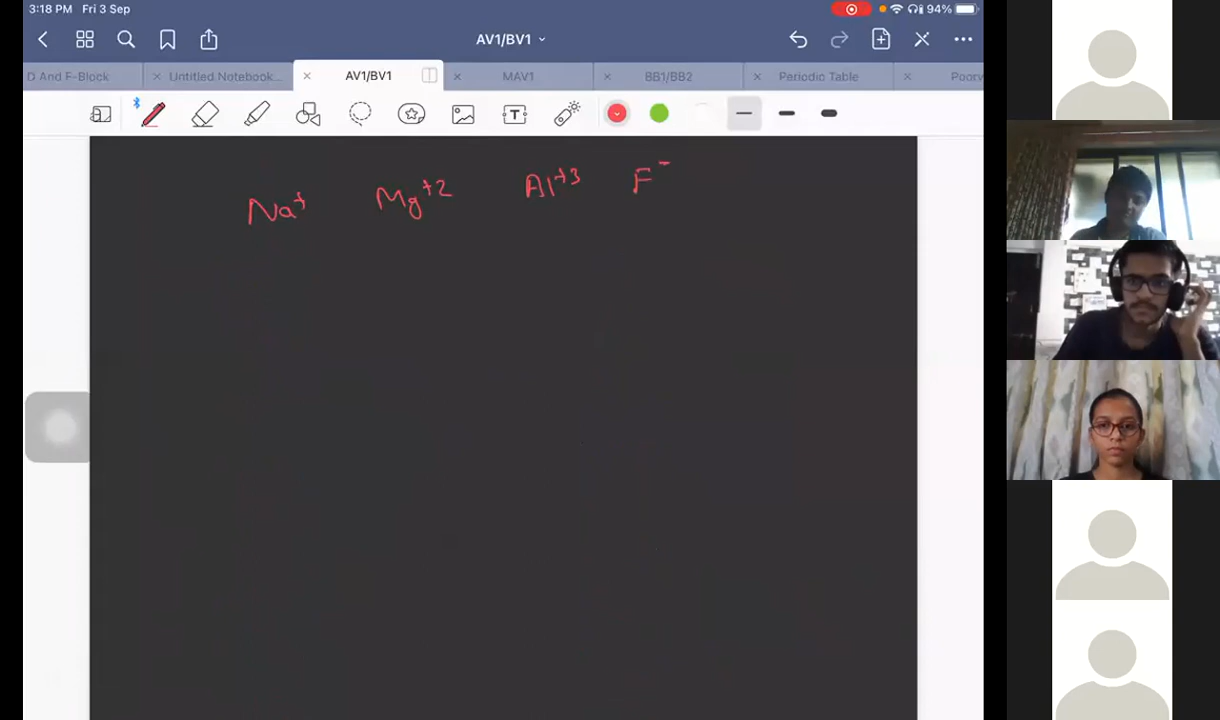 3:18 PM Fri 3 Sep 94%
AV1/BV1
D And F-Block Untitled Notebook... AV1/BV1 MAV1 BB1/BB2 Periodic Table Poorv
T
Na⁺ Mg⁺² Al⁺³ F⁻